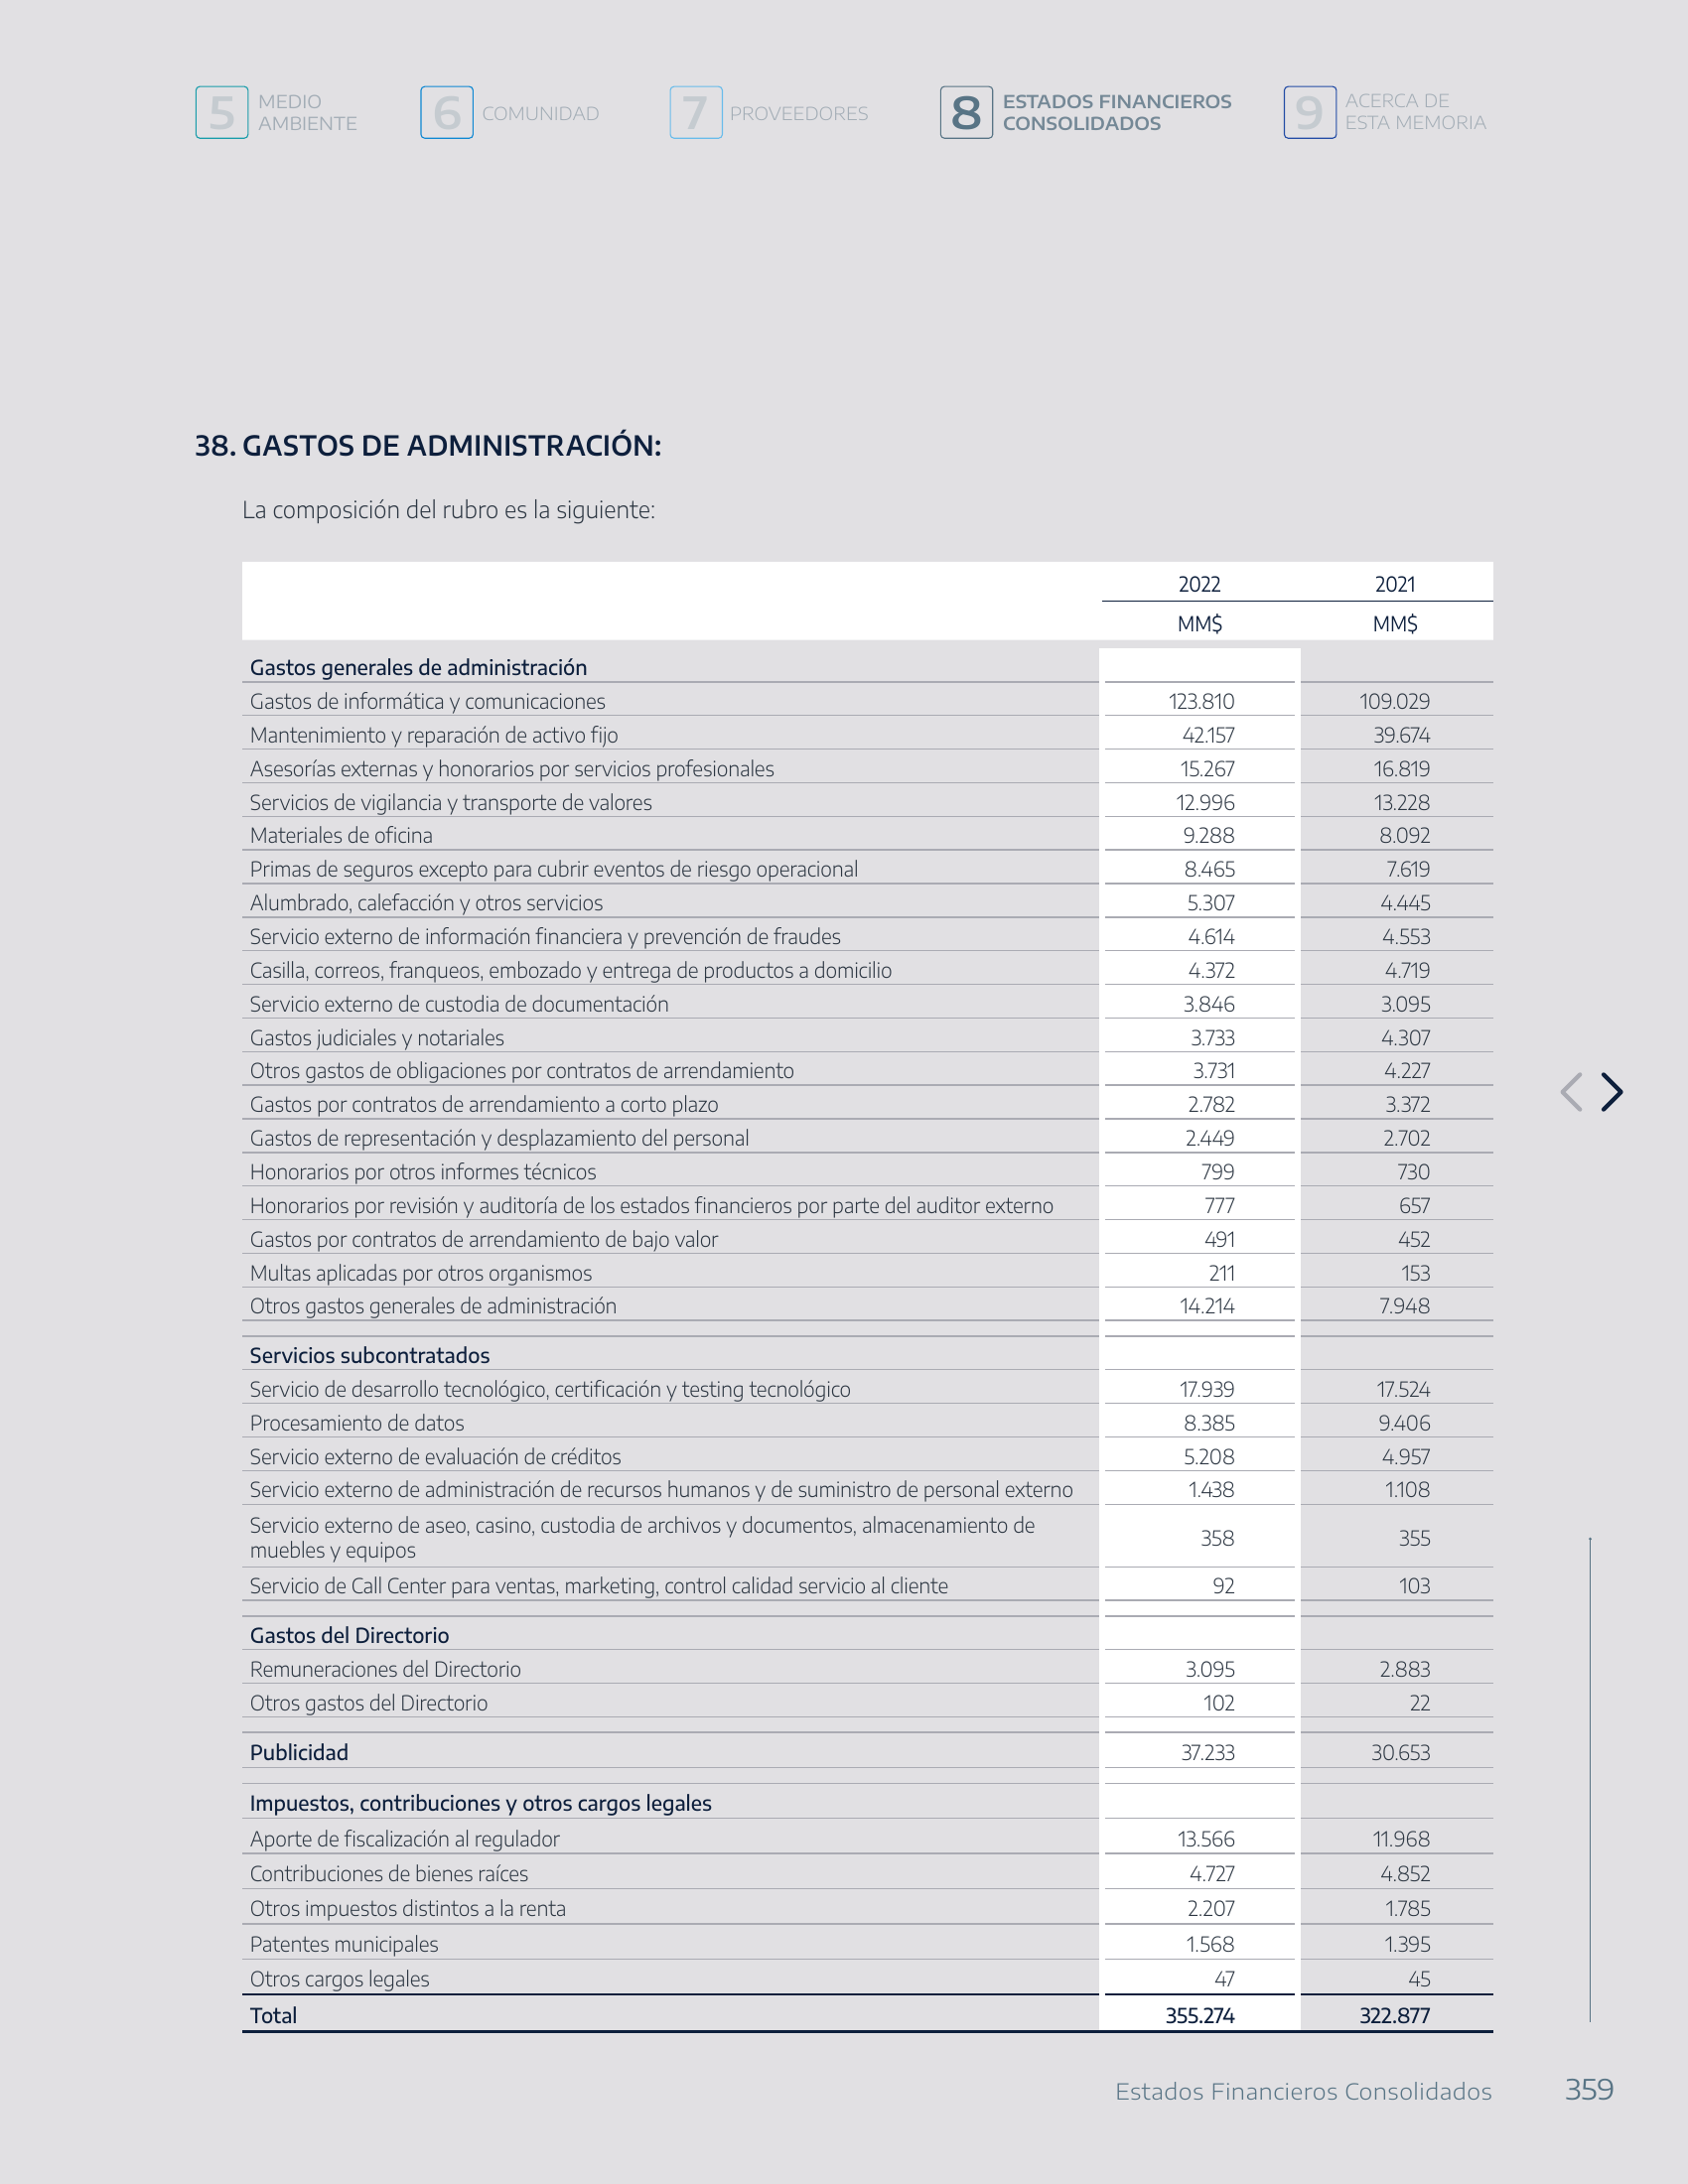 5 MEDIO AMBIENTE
6 COMUNIDAD
7 PROVEEDORES
8 ESTADOS FINANCIEROS CONSOLIDADOS
9 ACERCA DE ESTA MEMORIA
38. GASTOS DE ADMINISTRACIÓN:
La composición del rubro es la siguiente:
2022 2021
MM$ MM$
Gastos generales de administración
Gastos de informática y comunicaciones 123.810 109.029
Mantenimiento y reparación de activo fijo 42.157 39.674
Asesorías externas y honorarios por servicios profesionales 15.267 16.819
Servicios de vigilancia y transporte de valores 12.996 13.228
Materiales de oficina 9.288 8.092
Primas de seguros excepto para cubrir eventos de riesgo operacional 8.465 7.619
Alumbrado, calefacción y otros servicios 5.307 4.445
Servicio externo de información financiera y prevención de fraudes 4.614 4.553
Casilla, correos, franqueos, embozado y entrega de productos a domicilio 4.372 4.719
Servicio externo de custodia de documentación 3.846 3.095
Gastos judiciales y notariales 3.733 4.307
Otros gastos de obligaciones por contratos de arrendamiento 3.731 4.227
Gastos por contratos de arrendamiento a corto plazo 2.782 3.372
Gastos de representación y desplazamiento del personal 2.449 2.702
Honorarios por otros informes técnicos 799 730
Honorarios por revisión y auditoría de los estados financieros por parte del auditor externo 777 657
Gastos por contratos de arrendamiento de bajo valor 491 452
Multas aplicadas por otros organismos 211 153
Otros gastos generales de administración 14.214 7.948
Servicios subcontratados
Servicio de desarrollo tecnológico, certificación y testing tecnológico 17.939 17.524
Procesamiento de datos 8.385 9.406
Servicio externo de evaluación de créditos 5.208 4.957
Servicio externo de administración de recursos humanos y de suministro de personal externo 1.438 1.108
Servicio externo de aseo, casino, custodia de archivos y documentos, almacenamiento de
muebles y equipos 358 355
Servicio de Call Center para ventas, marketing, control calidad servicio al cliente 92 103
Gastos del Directorio
Remuneraciones del Directorio 3.095 2.883
Otros gastos del Directorio 102 22
Publicidad 37.233 30.653
Impuestos, contribuciones y otros cargos legales
Aporte de fiscalización al regulador 13.566 11.968
Contribuciones de bienes raíces 4.727 4.852
Otros impuestos distintos a la renta 2.207 1.785
Patentes municipales 1.568 1.395
Otros cargos legales 47 45
Total 355.274 322.877
Estados Financieros Consolidados 359